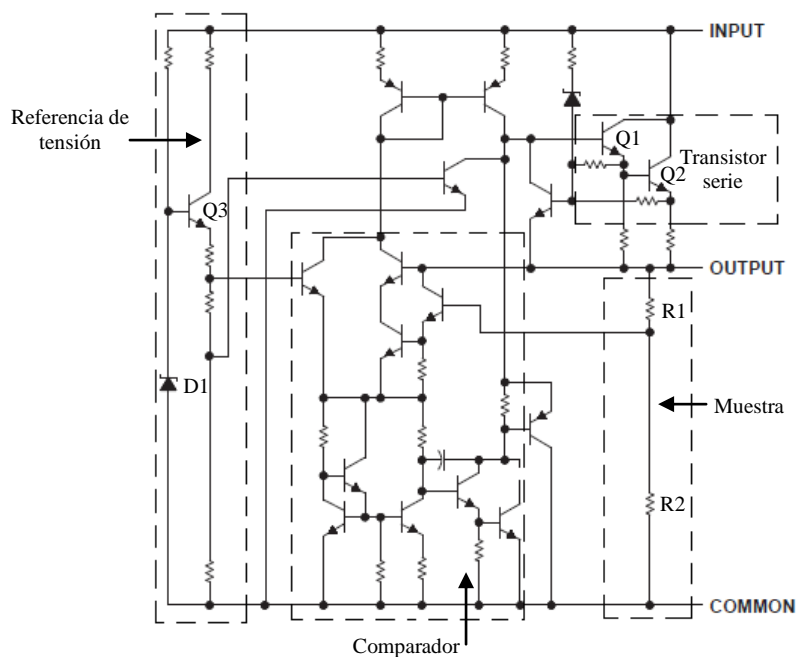 INPUT
Referencia de
tensión
Q1
Q2
Transistor
serie
Q3
OUTPUT
R1
D1
Muestra
R2
COMMON
Comparador